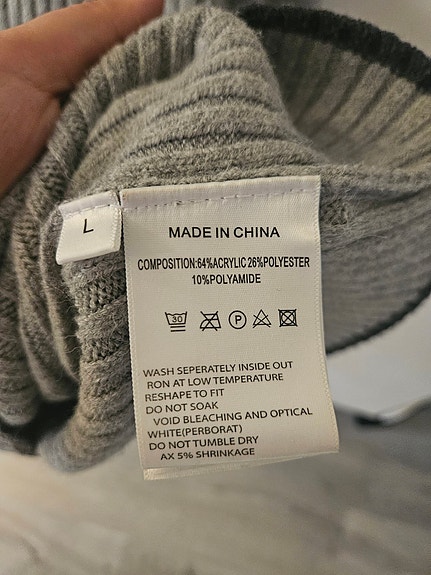 L
MADE IN CHINA
COMPOSITION:64%ACRYLIC 26%POLYESTER
10%POLYAMIDE
30 P
WASH SEPERATELY INSIDE OUT
RON AT LOW TEMPERATURE
RESHAPE TO FIT
DO NOT SOAK
VOID BLEACHING AND OPTICAL
WHITE(PERBORAT)
DO NOT TUMBLE DRY
AX 5% SHRINKAGE